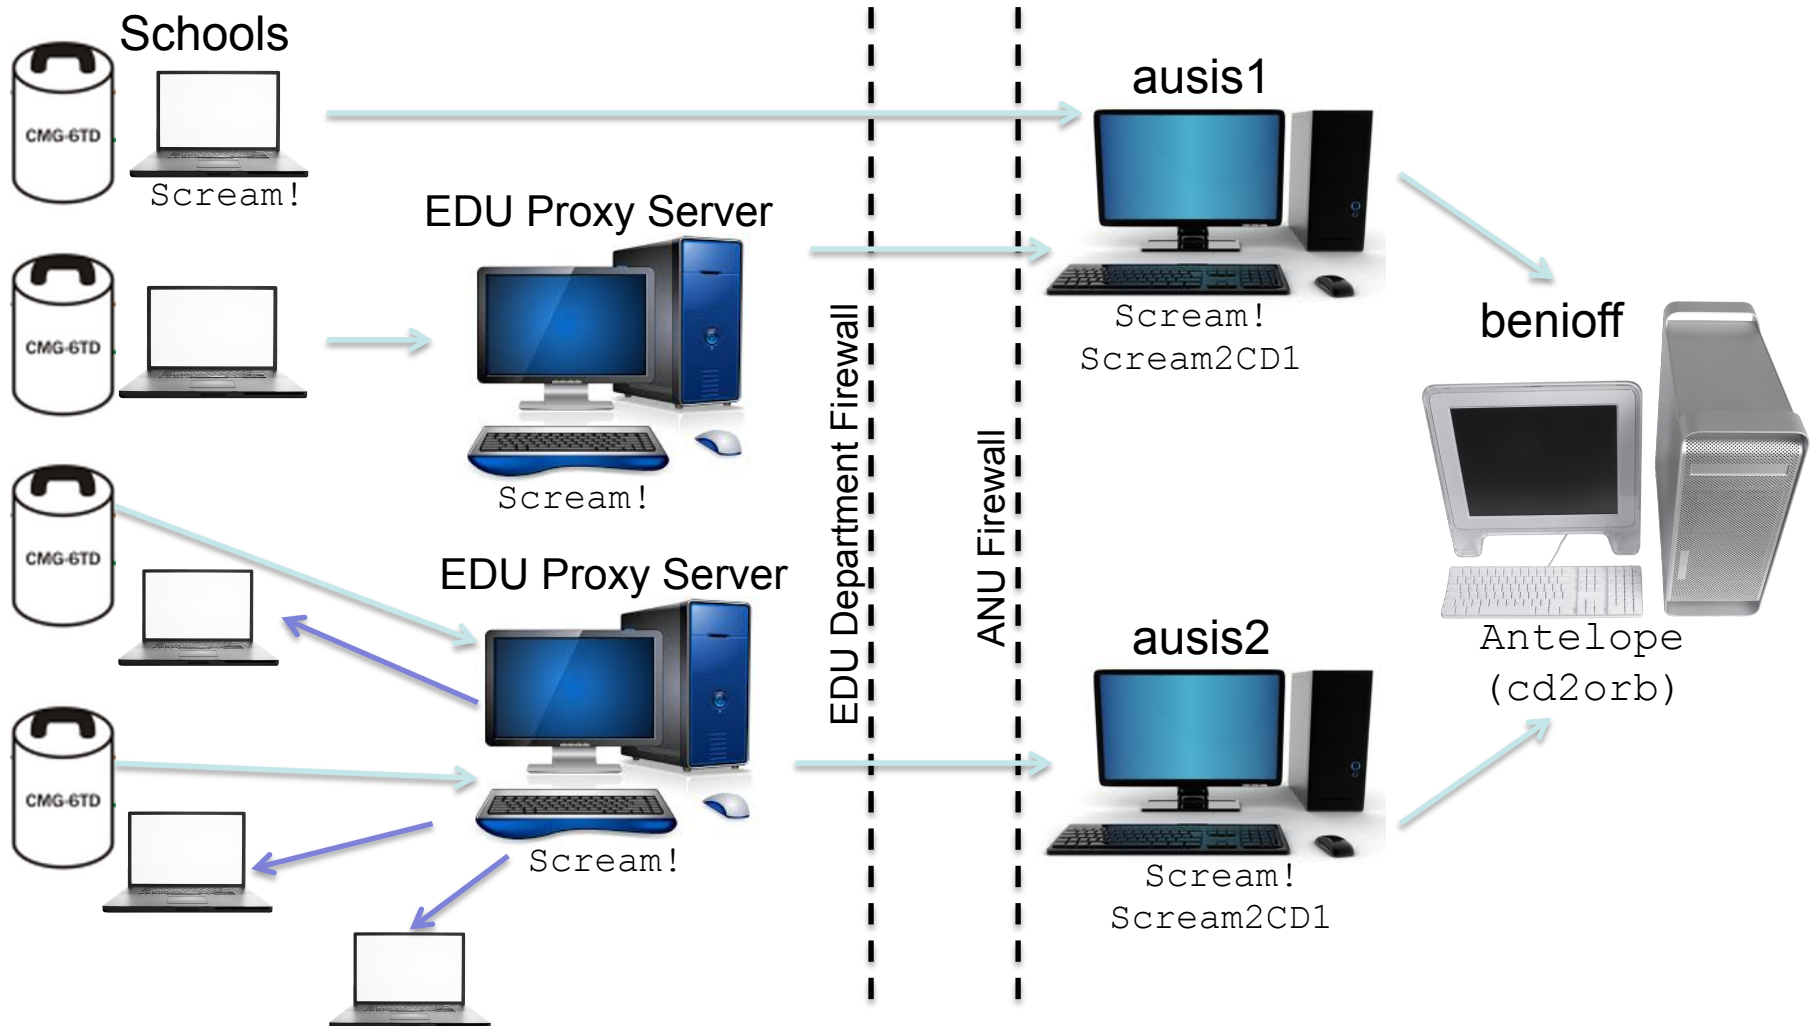 Schools
CMG-6TD
Scream!
ausis1
EDU Proxy Server
CMG-6TD
Scream!
Scream!
Scream2CD1
benioff
EDU Department Firewall
ANU Firewall
CMG-6TD
EDU Proxy Server
ausis2
Antelope
(cd2orb)
CMG-6TD
Scream!
Scream!
Scream2CD1